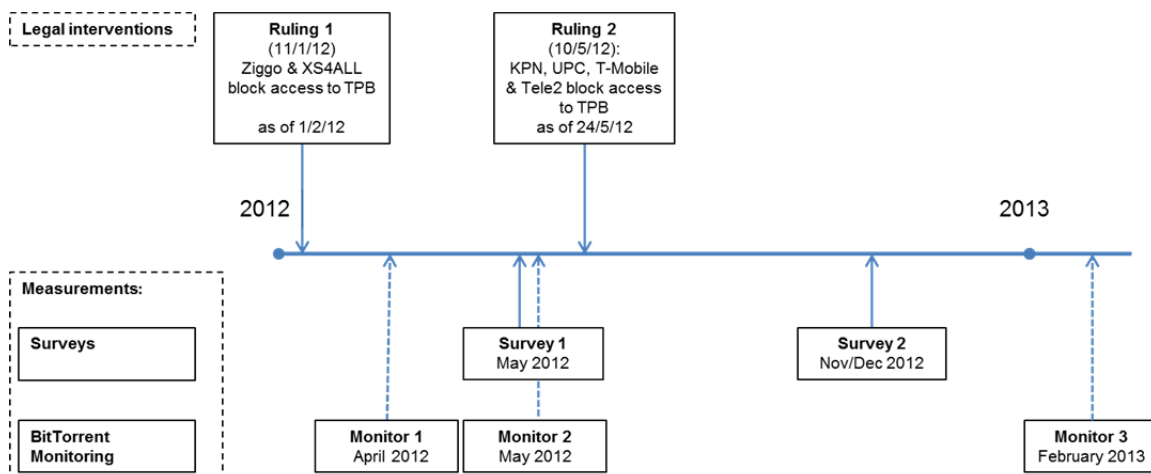 Legal interventions
Ruling 1
(11/1/12)
Ziggo & XS4ALL
block access to TPB
as of 1/2/12
Ruling 2
(10/5/12):
KPN, UPC, T-Mobile
& Tele2 block access
to TPB
as of 24/5/12
2012
2013
Measurements:
Surveys
Survey 1
May 2012
Survey 2
Nov/Dec 2012
BitTorrent
Monitoring
Monitor 1
April 2012
Monitor 2
May 2012
Monitor 3
February 2013